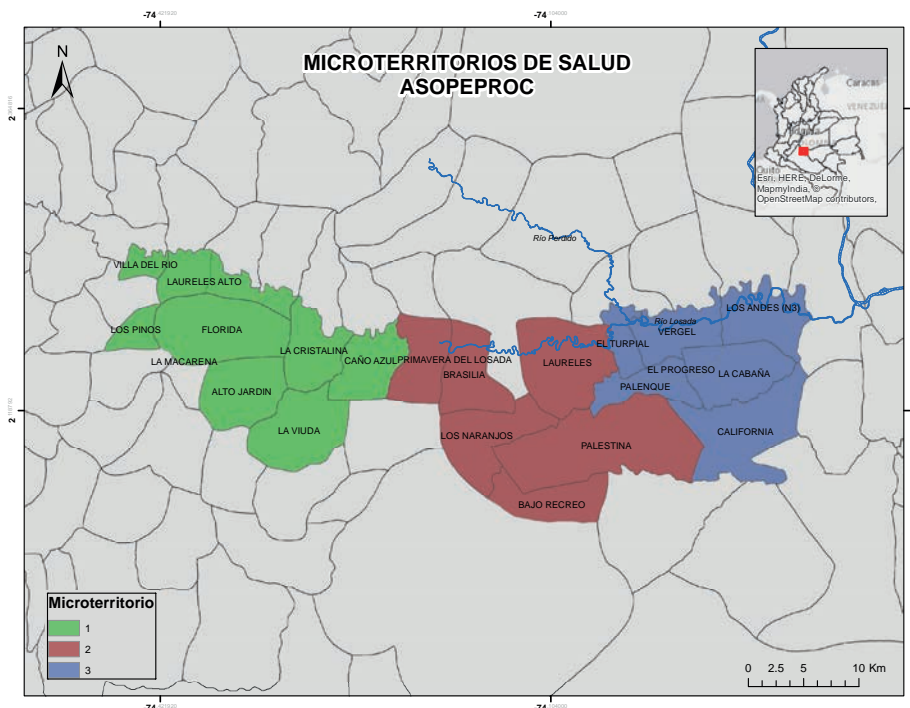 -74
-74
N
MICROTERRITORIOS DE SALUD
ASOPEPROC
Caracas
Quito
Esri, HERE, DeLorme,
MapmyIndia, ©
OpenStreetMap contributors,
2
Río Perdido
VILLA DEL RIO
LAURELES ALTO
LOS ANDES (N3)
Río Losada
LOS PINOS
FLORIDA
VERGEL
EL TURPIAL
LA CRISTALINA
LA MACARENA
CAÑO AZUL
PRIMAVERA DEL LOSADA
LAURELES
EL PROGRESO
BRASILIA
LA CABAÑA
PALENQUE
ALTO JARDIN
2
LA VIUDA
LOS NARANJOS
CALIFORNIA
PALESTINA
BAJO RECREO
Microterritorio
1
2
3
0 2.5 5 10 Km
-74
-74